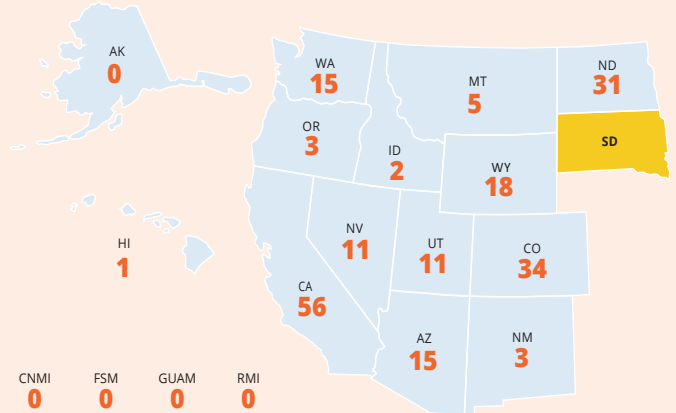 AK
0
WA
15
MT
5
ND
31
OR
3
ID
2
WY
18
SD
HI
1
NV
11
UT
11
CO
34
CA
56
AZ
15
NM
3
CNMI FSM GUAM RMI
0 0 0 0